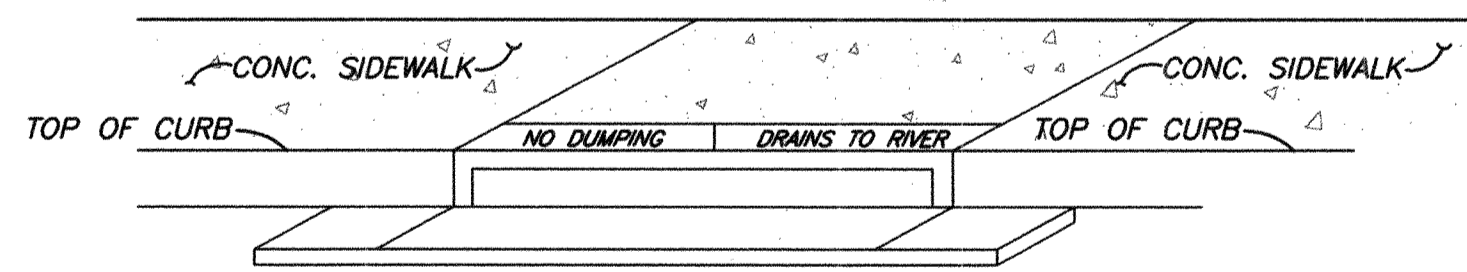 CONC. SIDEWALK
CONC. SIDEWALK
TOP OF CURB
NO DUMPING
DRAINS TO RIVER
TOP OF CURB